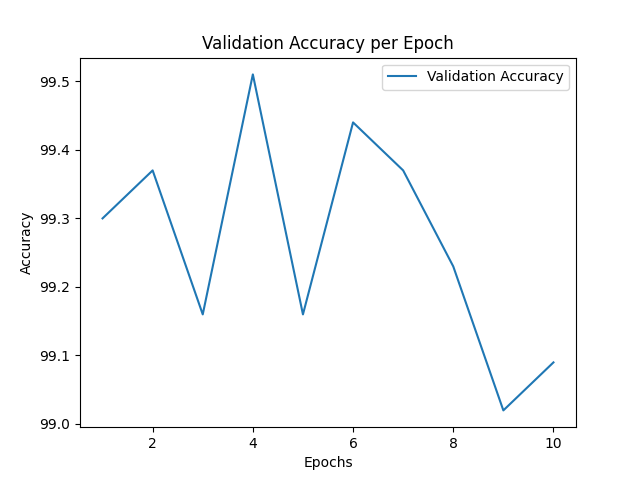 Validation Accuracy per Epoch
Validation Accuracy
99.5
99.4
99.3
99.2
99.1
99.0
Accuracy
2 4 6 8 10
Epochs